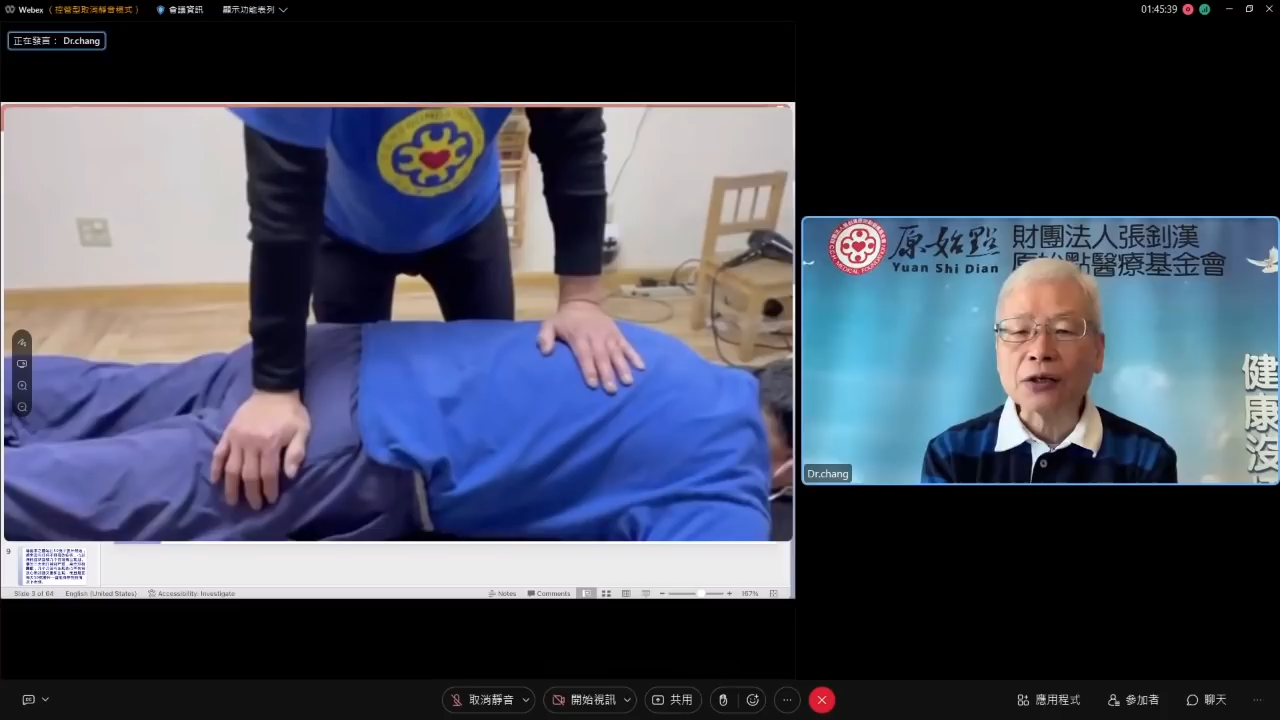 Webex （控管型取消靜音模式）
會議資訊
顯示功能表列
01:45:39
正在發言： Dr.chang
原始點
Yuan Shi Dian
財團法人張釗漢
原始點醫療基金會
健康沒
Dr.chang
9
Slide 3 of 64
English (United States)
Accessibility: Investigate
Notes
Comments
167%
取消靜音
開始視訊
共用
應用程式
參加者
聊天